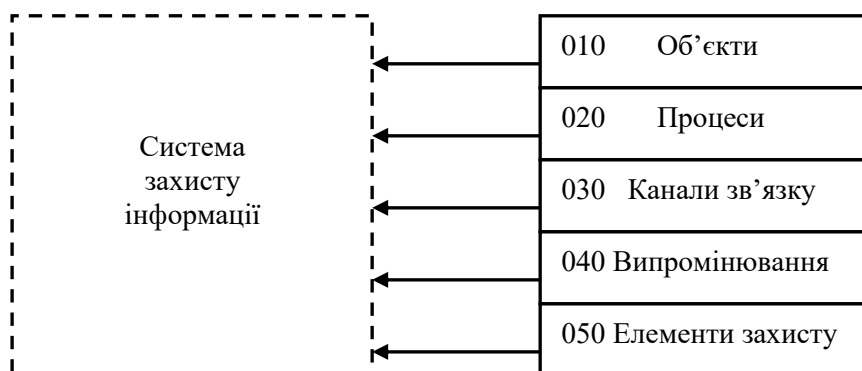 Система
захисту
інформації
010 Об’єкти
020 Процеси
030 Канали зв’язку
040 Випромінювання
050 Елементи захисту